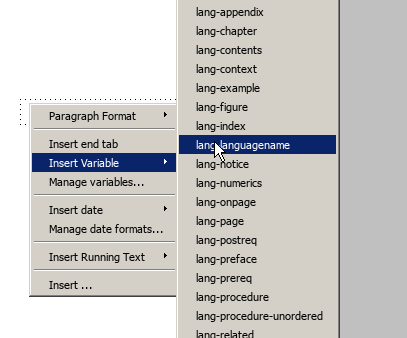 Paragraph Format
Insert end tab
Insert Variable
Manage variables...
Insert date
Manage date formats...
Insert Running Text
Insert ...
lang-appendix
lang-chapter
lang-contents
lang-context
lang-example
lang-figure
lang-index
lang-languagename
lang-notice
lang-numerics
lang-onpage
lang-page
lang-postreq
lang-preface
lang-prereq
lang-procedure
lang-procedure-unordered
lang-related